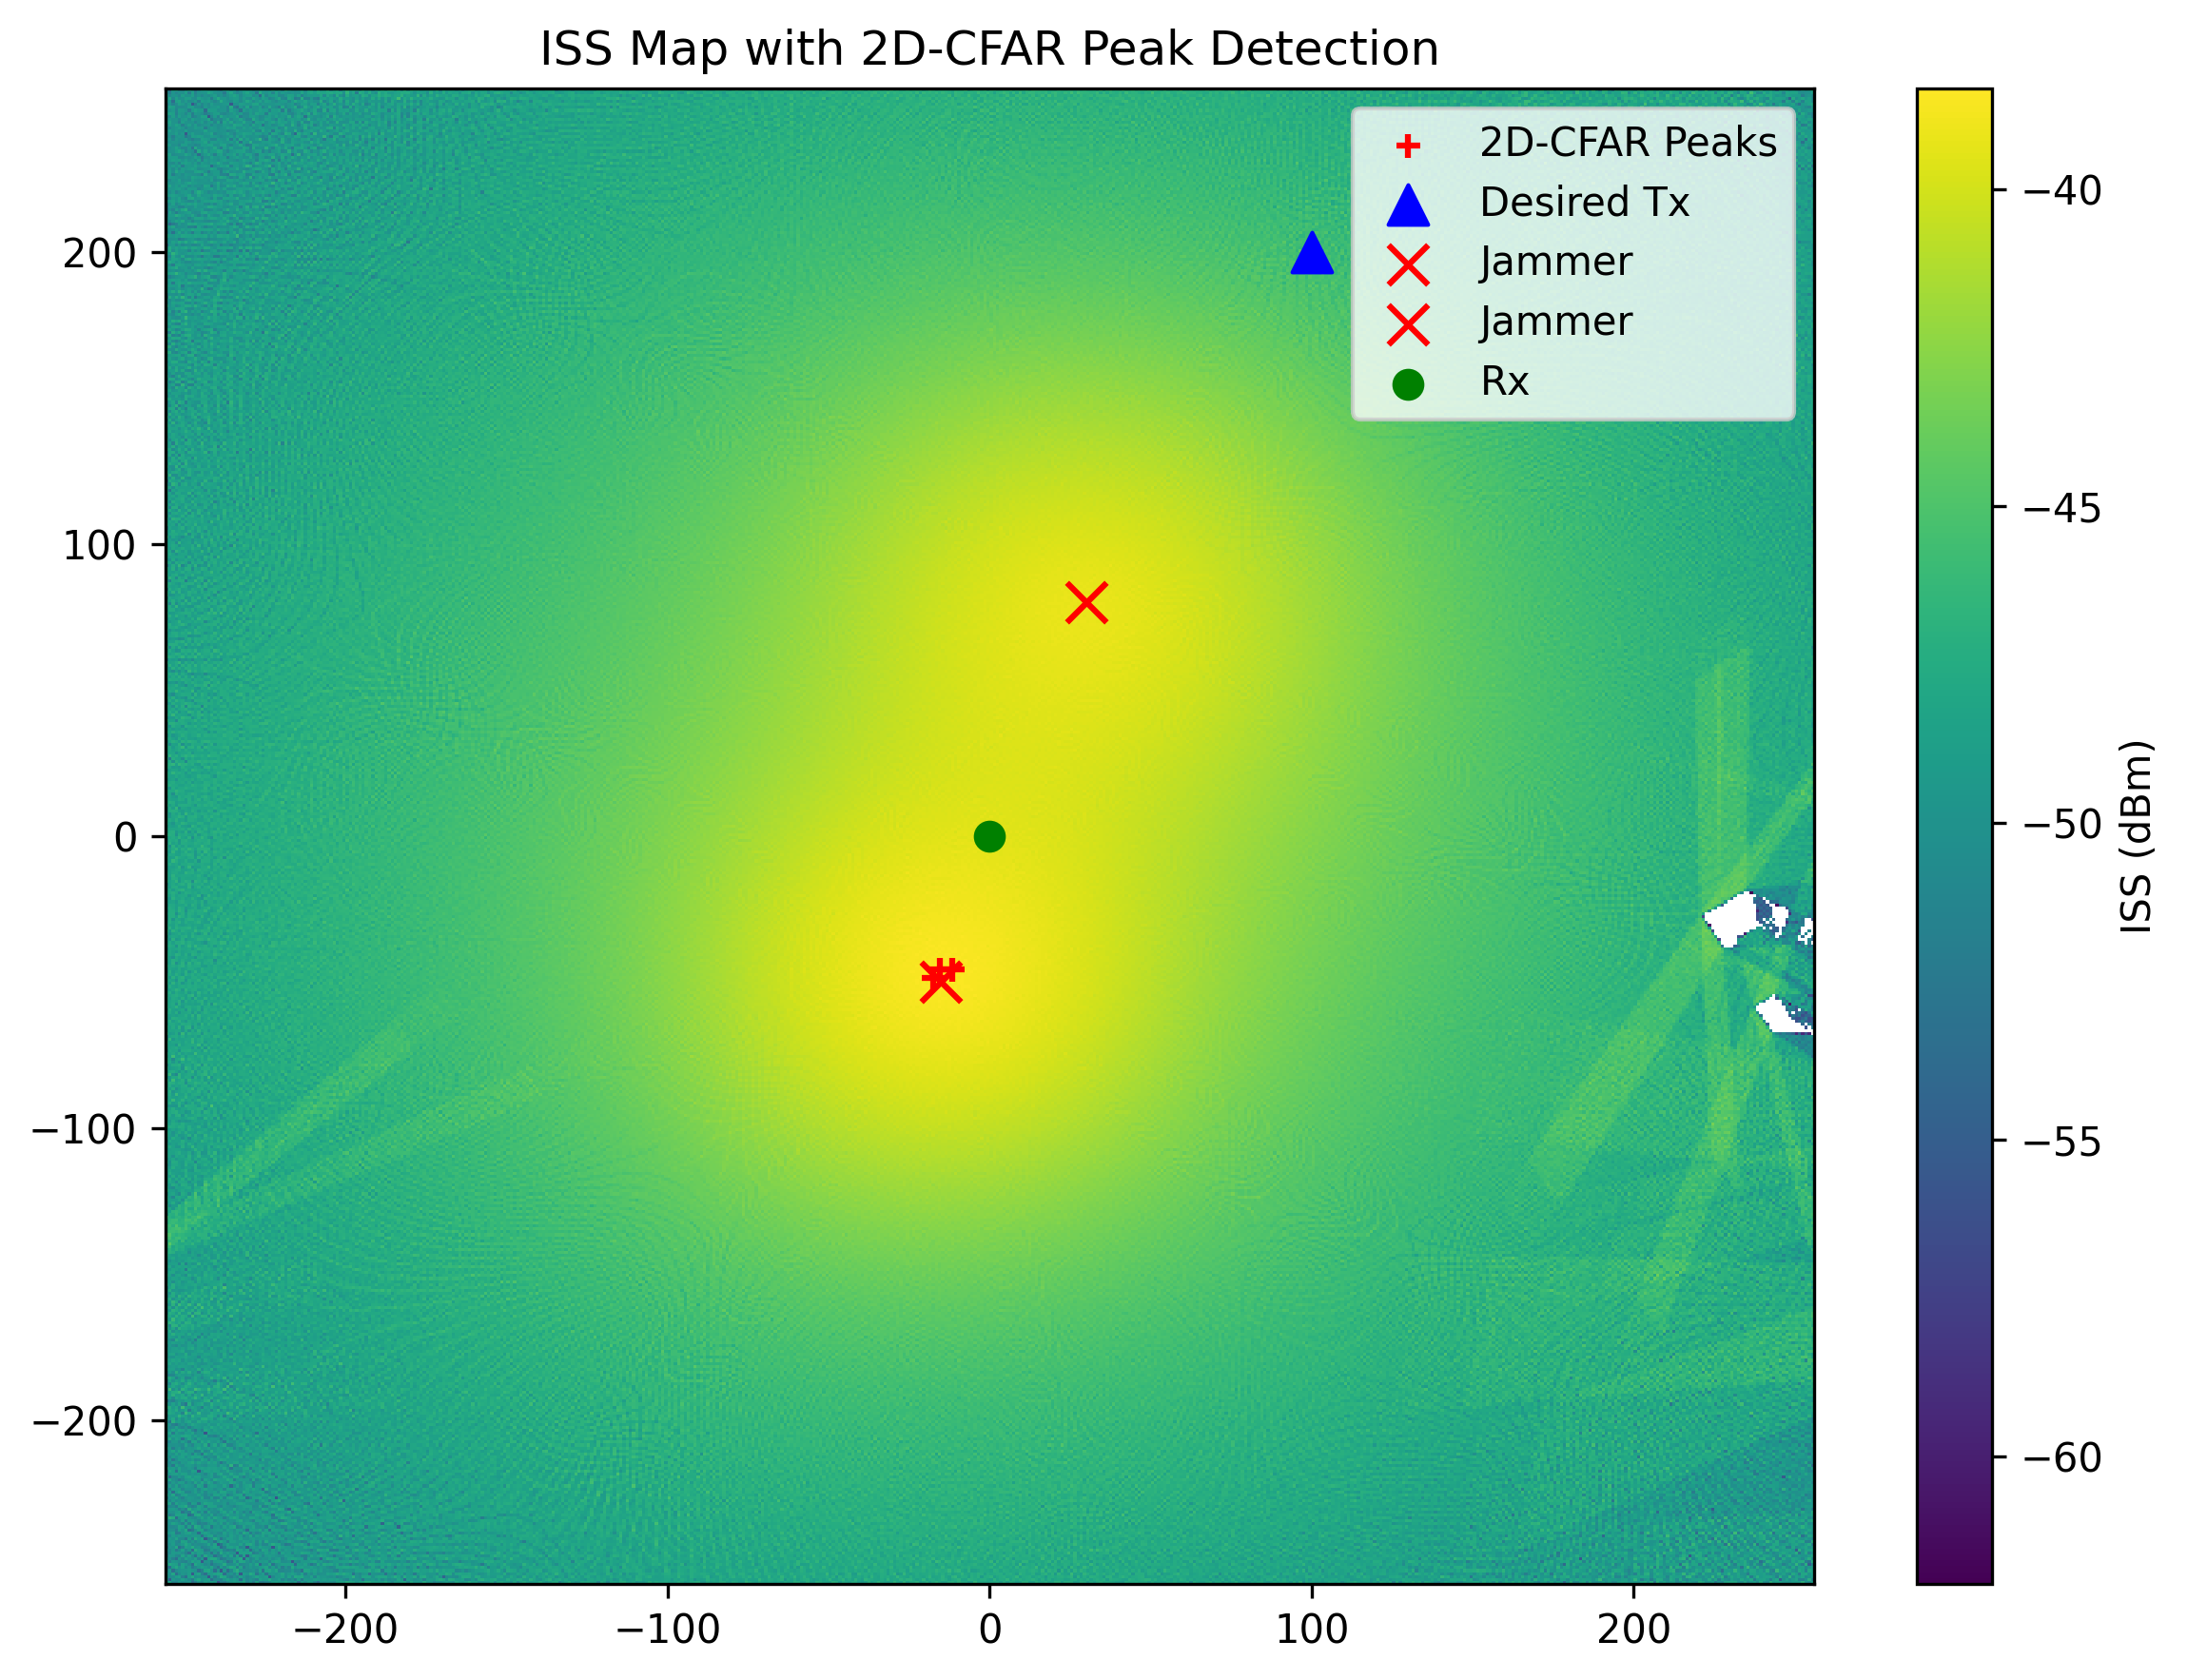 ISS Map with 2D-CFAR Peak Detection
2D-CFAR Peaks
Desired Tx
Jammer
Jammer
Rx
200
100
0
−100
−200
−200
−100
0
100
200
−40
−45
−50
−55
−60
ISS (dBm)